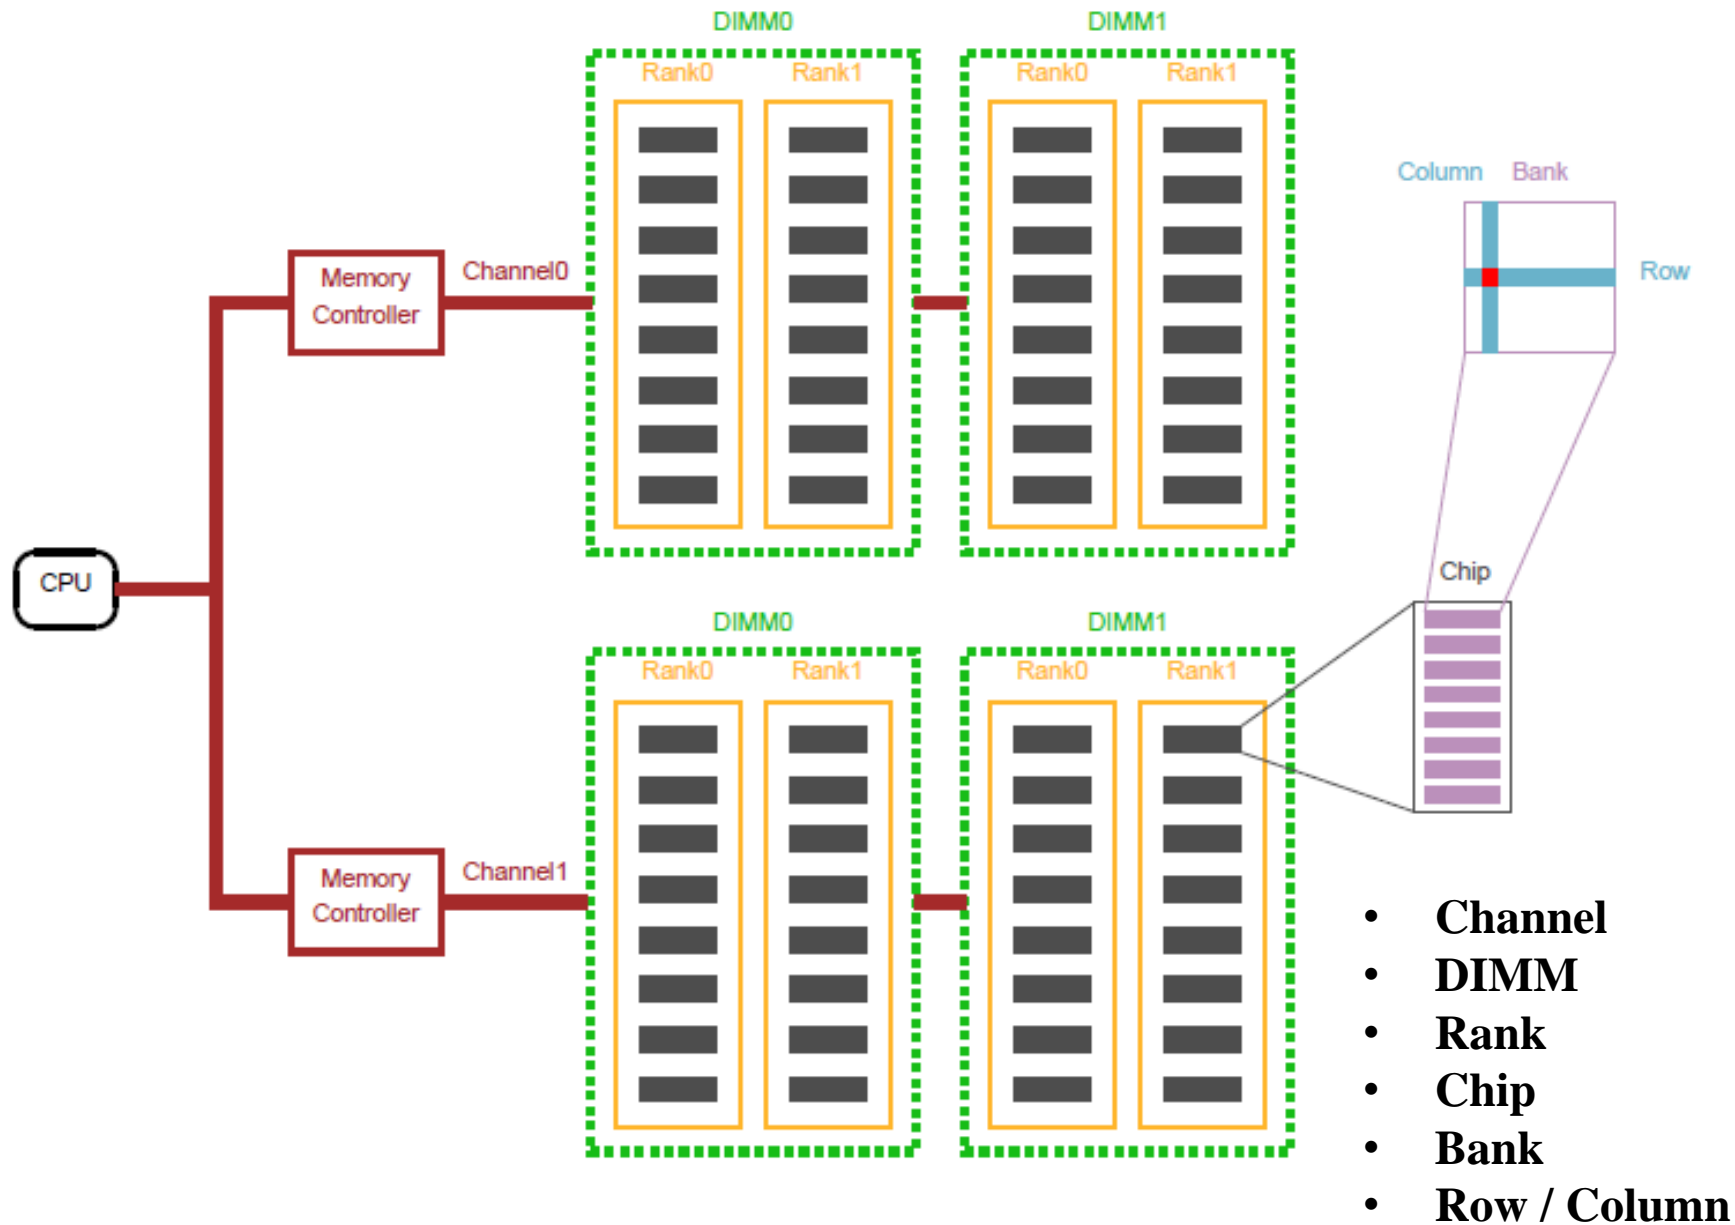 DIMM0
DIMM1
Rank0
Rank1
Rank0
Rank1
Column
Bank
Row
Memory
Controller
Channel0
CPU
Chip
DIMM0
DIMM1
Rank0
Rank1
Rank0
Rank1
Memory
Controller
Channel1
• Channel
• DIMM
• Rank
• Chip
• Bank
• Row / Column